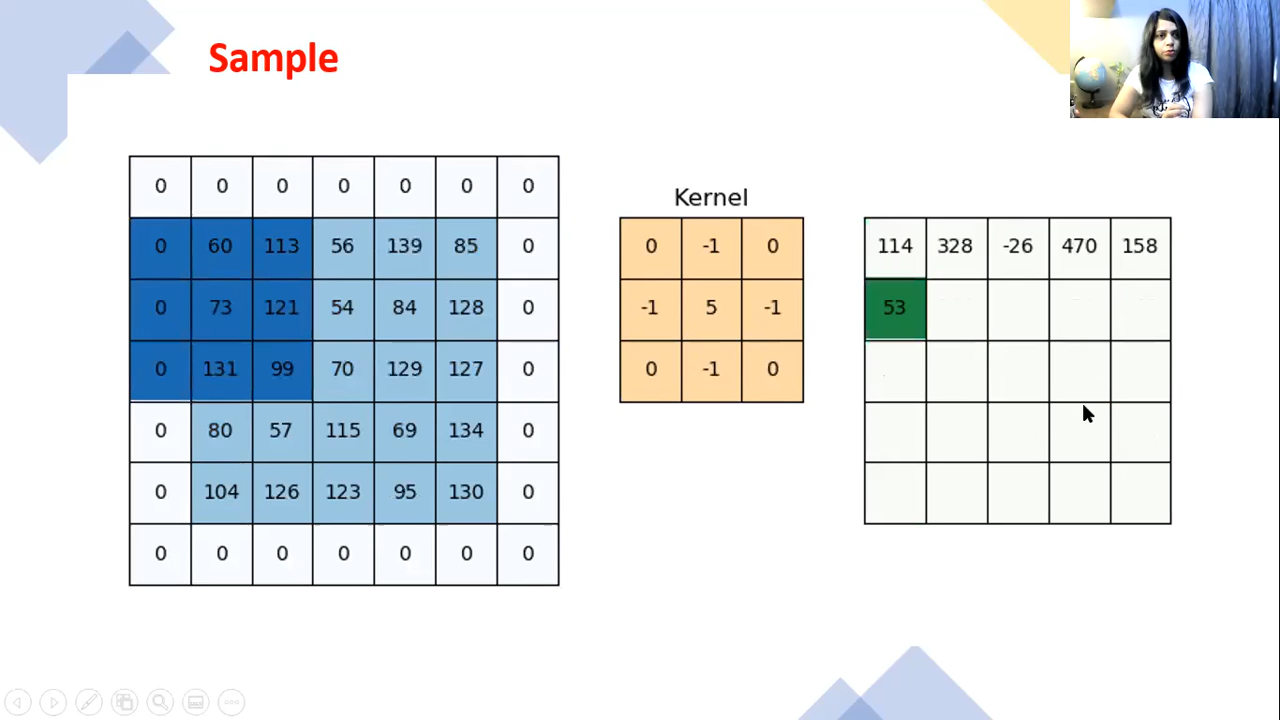 Sample
0 0 0 0 0 0 0
0 60 113 56 139 85 0
0 73 121 54 84 128 0
0 131 99 70 129 127 0
0 80 57 115 69 134 0
0 104 126 123 95 130 0
0 0 0 0 0 0 0
Kernel
0 -1 0
-1 5 -1
0 -1 0
114 328 -26 470 158
53